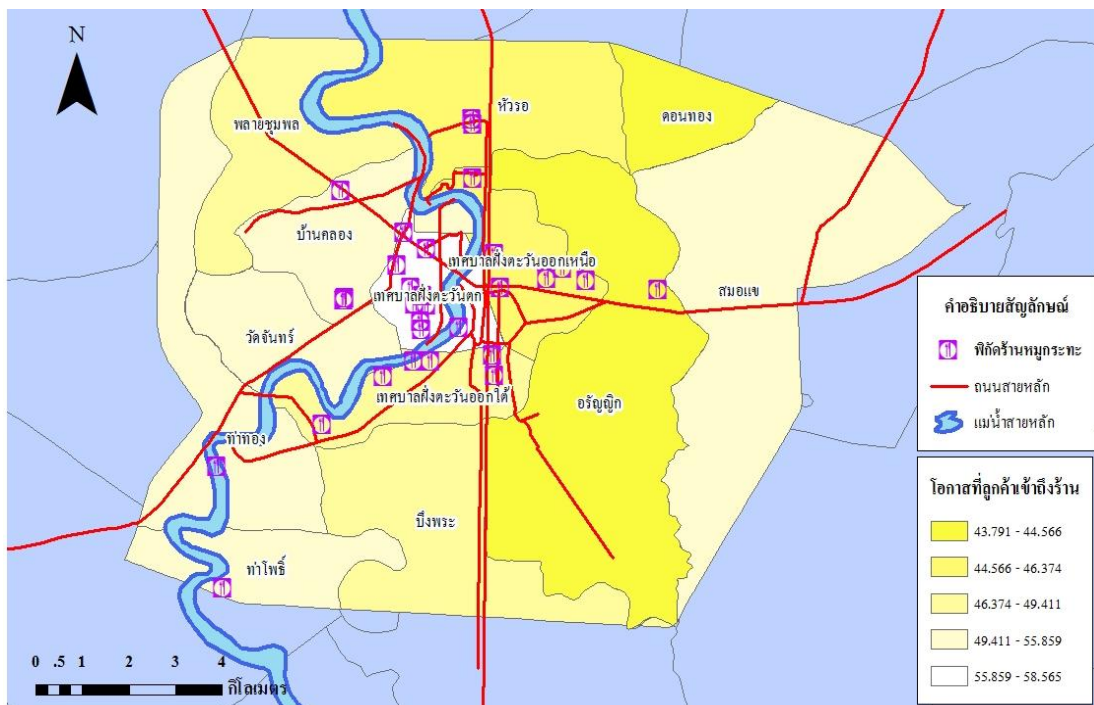 N
หัวรอ
ดอนทอง
พลายชุมพล
บ้านคลอง
เทศบาลฝั่งตะวันออกเหนือ
สมอแข
เทศบาลฝั่งตะวันตก
วัดจันทร์
เทศบาลฝั่งตะวันออกใต้
อรัญญิก
ท่าทอง
บึงพระ
ท่าโพธิ์
0 .5 1 2 3 4
กิโลเมตร
คำอธิบายสัญลักษณ์
พิกัดร้านหมูกระทะ
ถนนสายหลัก
แม่น้ำสายหลัก
โอกาสที่ลูกค้าเข้าถึงร้าน
43.791 - 44.566
44.566 - 46.374
46.374 - 49.411
49.411 - 55.859
55.859 - 58.565